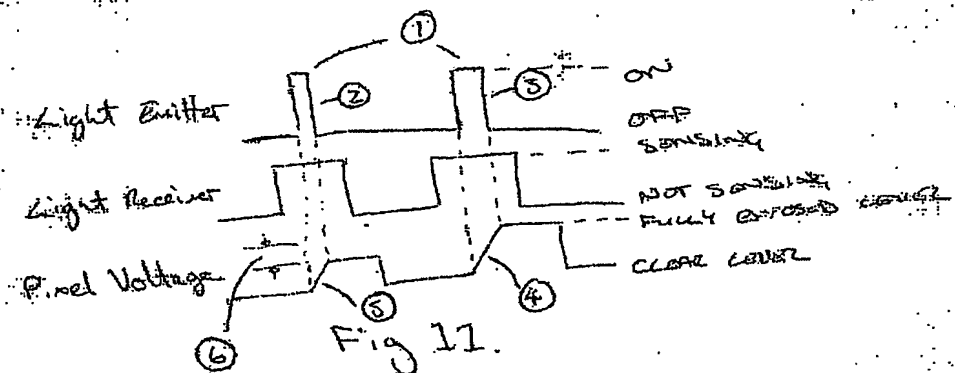 1
2
3
ON
Light Emitter
OFF
SENSING
Light Receiver
NOT SENSING
FULLY EXPOSED LEVEL
Pixel Voltage
CLEAR LEVEL
5
4
6
Fig 11.